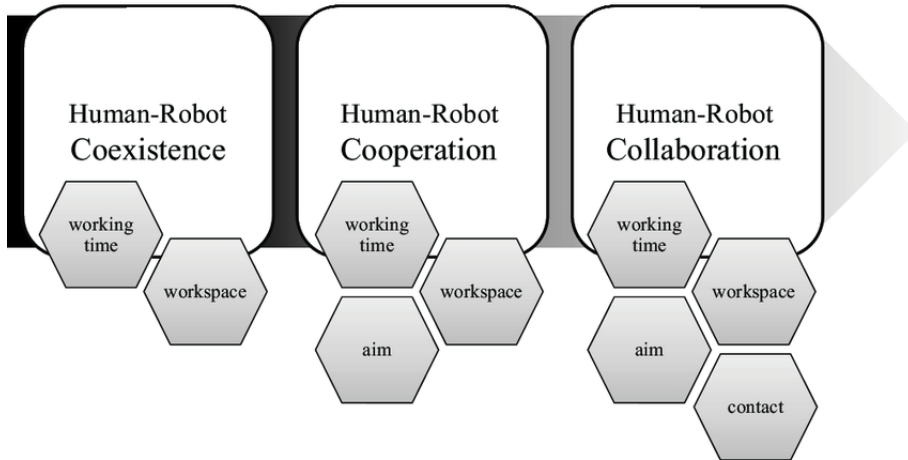 Human-Robot
Coexistence
working
time
workspace
Human-Robot
Cooperation
working
time
workspace
aim
Human-Robot
Collaboration
working
time
workspace
aim
contact